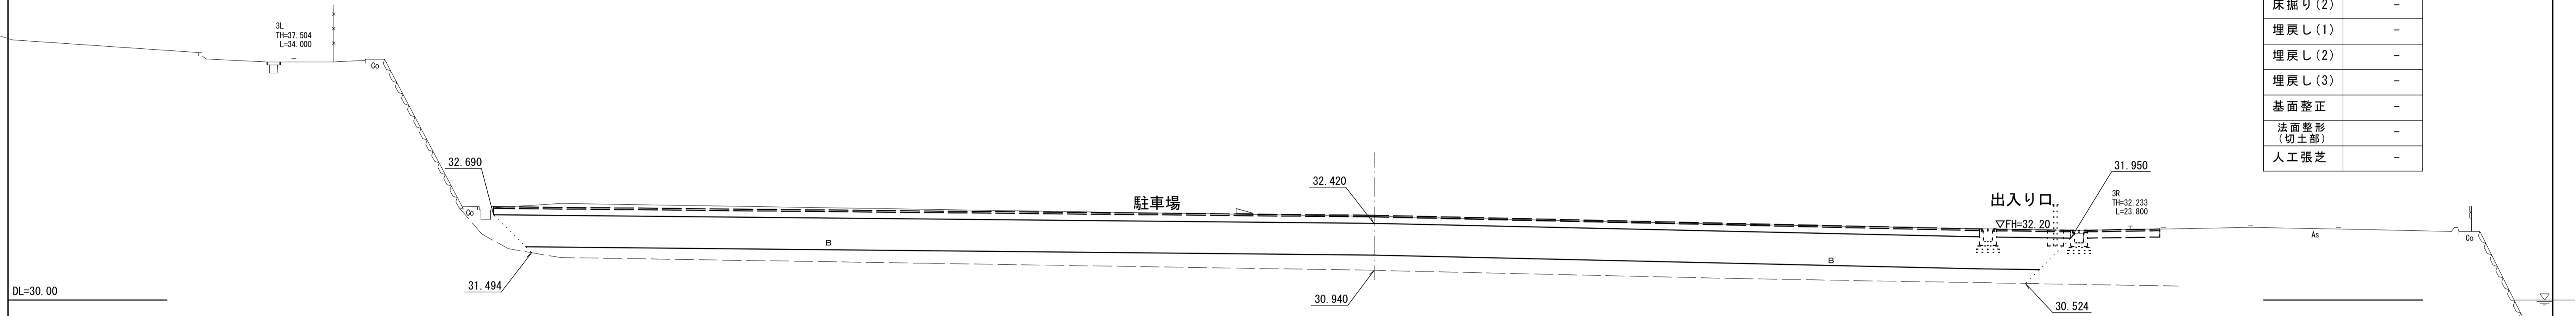 3L
TH=37.504
L=34.000
Co
32.690
Co
31.494
DL=30.00
B
駐車場
32.420
30.940
B
出入り口
▽FH=32.20
31.950
3R
TH=32.233
L=23.800
30.524
As
Co
床掘り(2) -
埋戻し(1) -
埋戻し(2) -
埋戻し(3) -
基面整正 -
法面整形
(切土部) -
人工張芝 -